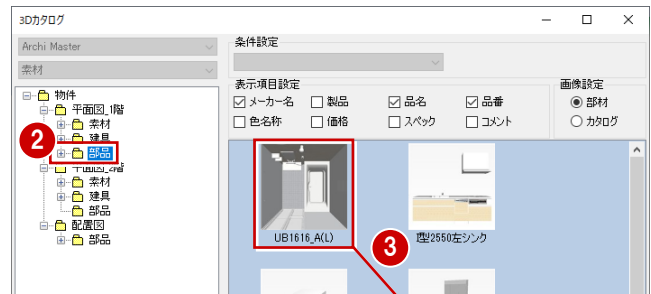 3Dカタログ
Archi Master
素材
条件設定
表示項目設定
メーカー名 製品 品名 品番
色名称 価格 スペック コメント
画像設定
部材
カタログ
物件
平面図_1階
素材
建具
部品
平面図_2階
素材
建具
部品
配置図
部品
2
UB1616_A(L)
3
I型2550左シンク